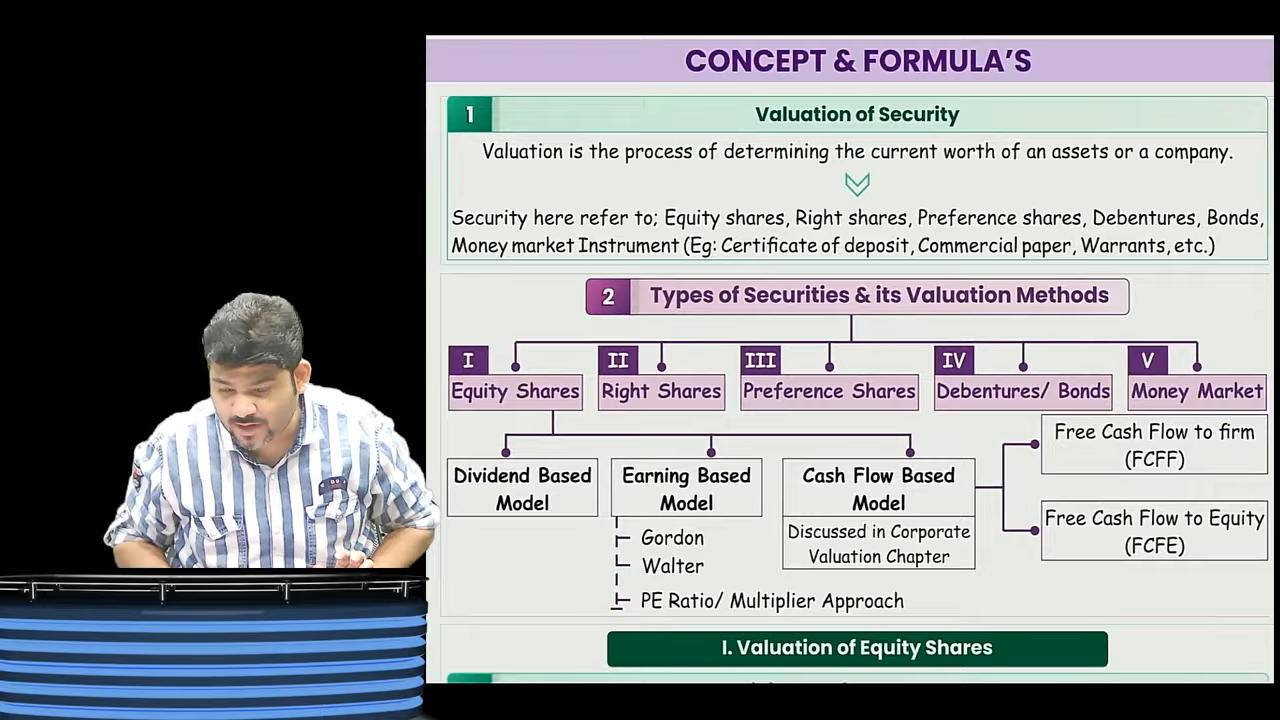 CONCEPT & FORMULA'S
1
Valuation of Security
Valuation is the process of determining the current worth of an assets or a company.
Security here refer to; Equity shares, Right shares, Preference shares, Debentures, Bonds,
Money market Instrument (Eg: Certificate of deposit, Commercial paper, Warrants, etc.)
2
Types of Securities & its Valuation Methods
I
Equity Shares
II
Right Shares
III
Preference Shares
IV
Debentures/ Bonds
V
Money Market
Dividend Based
Model
Earning Based
Model
Gordon
Walter
PE Ratio/ Multiplier Approach
Cash Flow Based
Model
Discussed in Corporate
Valuation Chapter
Free Cash Flow to firm
(FCFF)
Free Cash Flow to Equity
(FCFE)
I. Valuation of Equity Shares